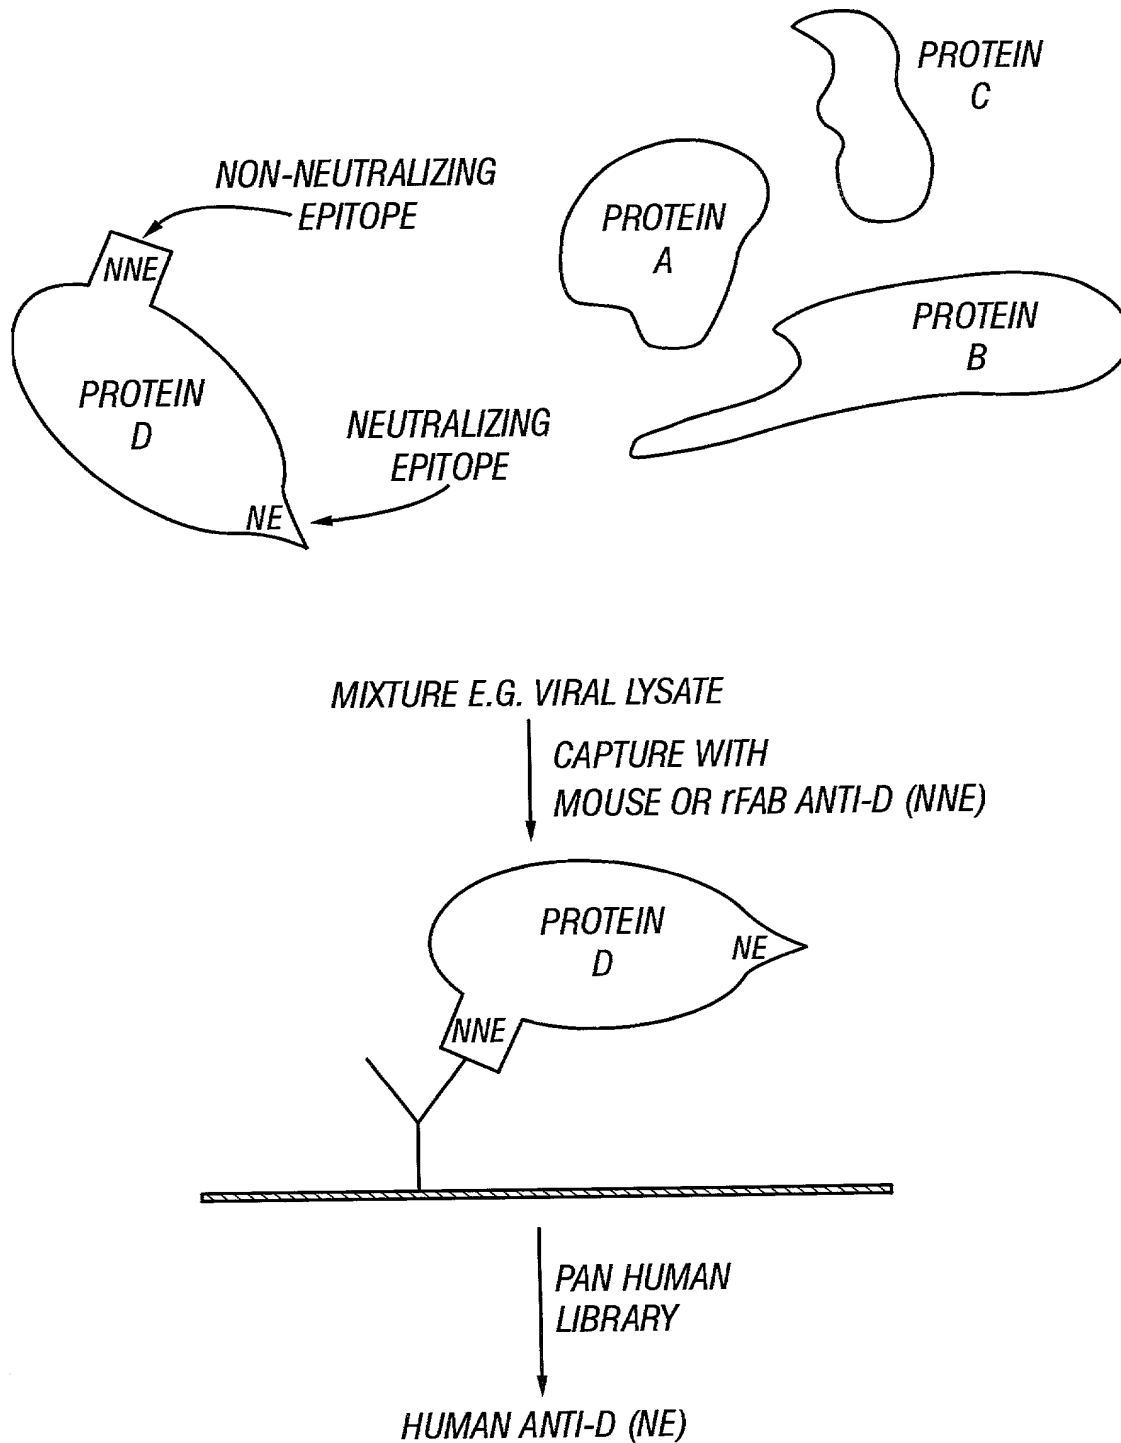 PROTEIN
C
NON-NEUTRALIZING
EPITOPE
NNE
PROTEIN
A
PROTEIN
B
PROTEIN
D
NEUTRALIZING
EPITOPE
NE
MIXTURE E.G. VIRAL LYSATE
CAPTURE WITH
MOUSE OR rFAB ANTI-D (NNE)
PROTEIN
D
NE
NNE
PAN HUMAN
LIBRARY
HUMAN ANTI-D (NE)